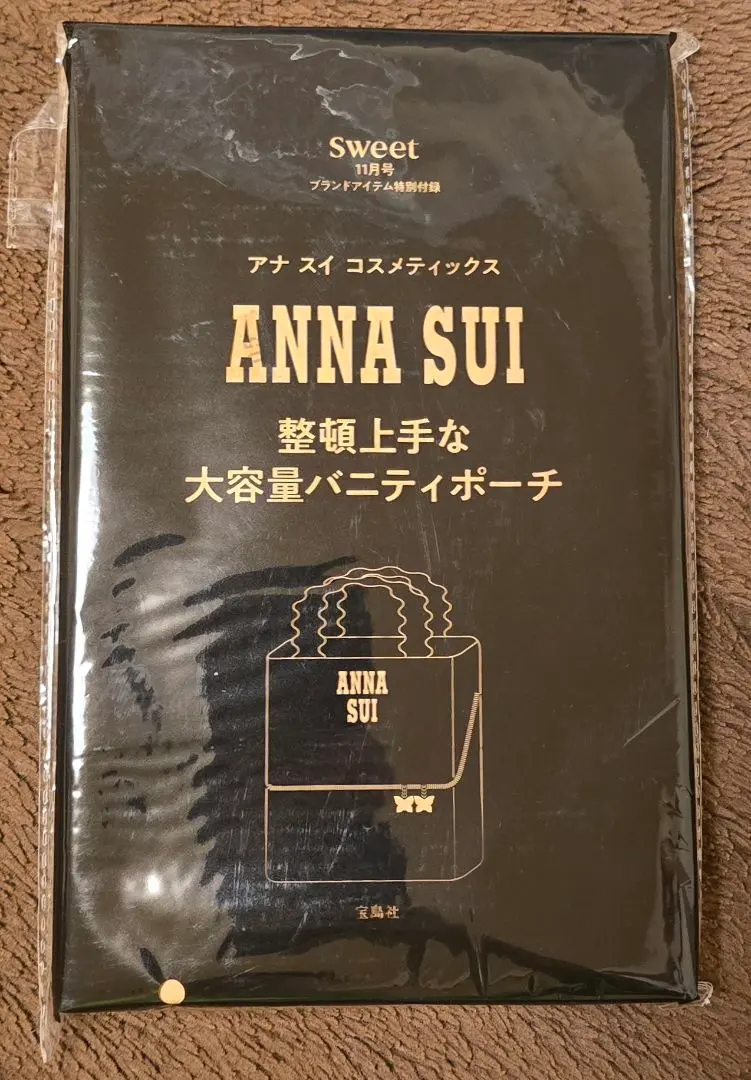 sweet
11月号
ブランドアイテム特別付録
アナ スイ コスメティックス
ANNA SUI
整頓上手な
大容量バニティポーチ
ANNA
SUI
宝島社